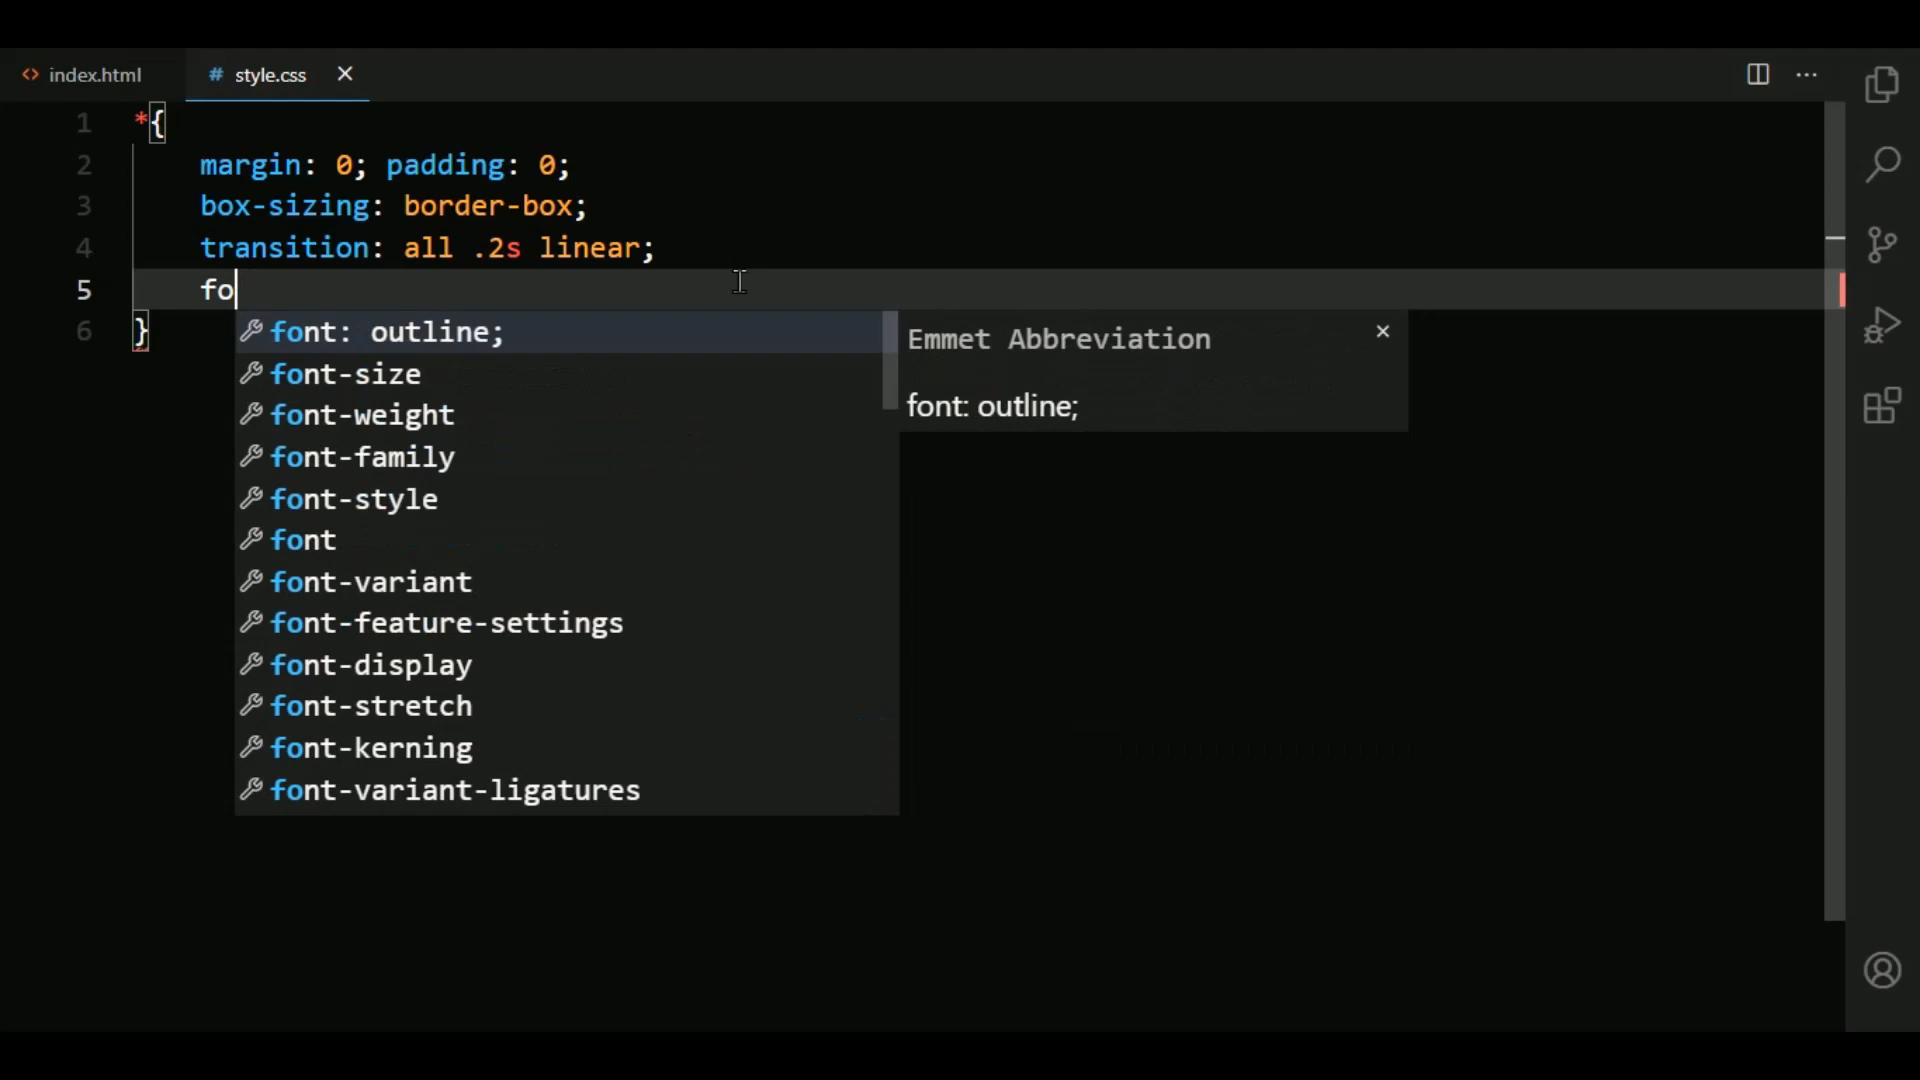 index.html
# style.css
1 *{
2 margin: 0; padding: 0;
3 box-sizing: border-box;
4 transition: all .2s linear;
5 fo
6 }
font: outline;
font-size
font-weight
font-family
font-style
font
font-variant
font-feature-settings
font-display
font-stretch
font-kerning
font-variant-ligatures
Emmet Abbreviation
font: outline;